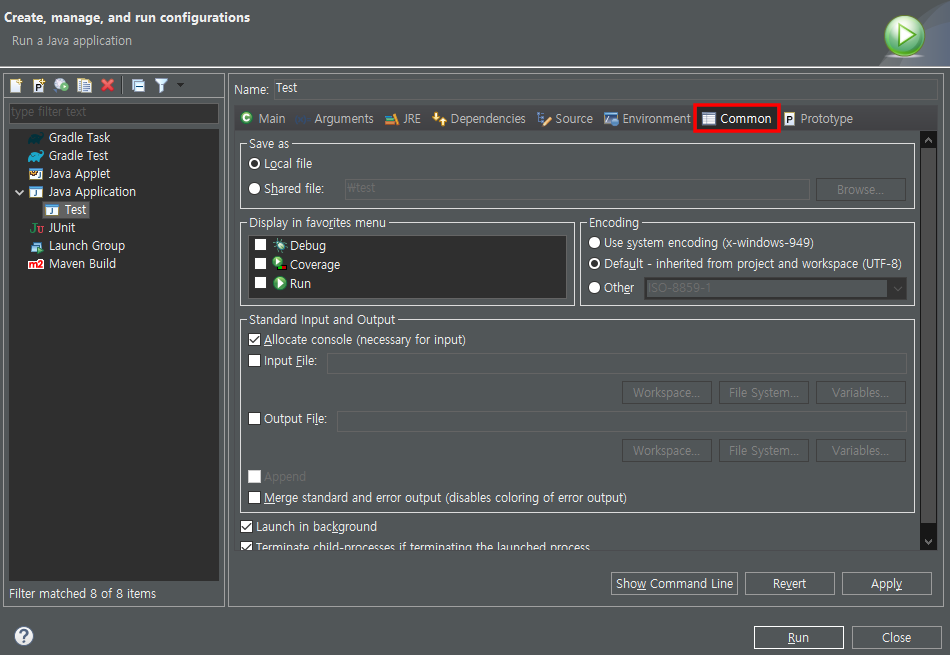 Create, manage, and run configurations
Run a Java application
type filter text
Gradle Task
Gradle Test
Java Applet
Java Application
Test
JUnit
Launch Group
Maven Build
Filter matched 8 of 8 items
Name: Test
Main Arguments JRE Dependencies Source Environment Common Prototype
Save as
Local file
Shared file: ₩test Browse...
Display in favorites menu
Debug
Coverage
Run
Encoding
Use system encoding (x-windows-949)
Default - inherited from project and workspace (UTF-8)
Other ISO-8859-1
Standard Input and Output
Allocate console (necessary for input)
Input File:
Workspace... File System... Variables...
Output File:
Workspace... File System... Variables...
Append
Merge standard and error output (disables coloring of error output)
Launch in background
Terminate child-processes if terminating the launched process
Show Command Line Revert Apply
Run Close